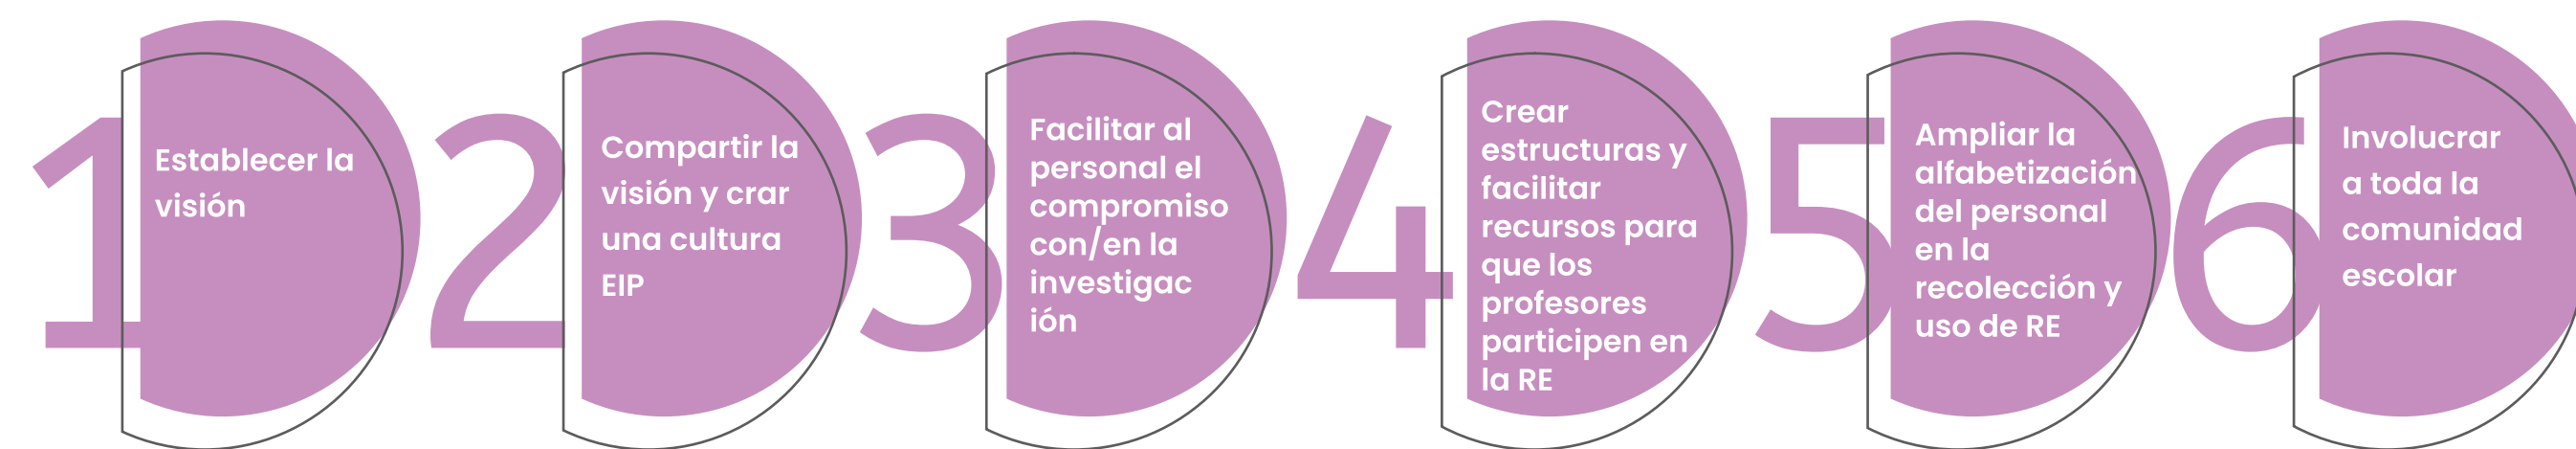 1
Establecer la
visión
2
Compartir la
visión y crar
una cultura
EIP
3
Facilitar al
personal el
compromiso
con/en la
investigac
ión
4
Crear
estructuras y
facilitar
recursos para
que los
profesores
participen en
la RE
5
Ampliar la
alfabetización
del personal
en la
recolección y
uso de RE
6
Involucrar
a toda la
comunidad
escolar